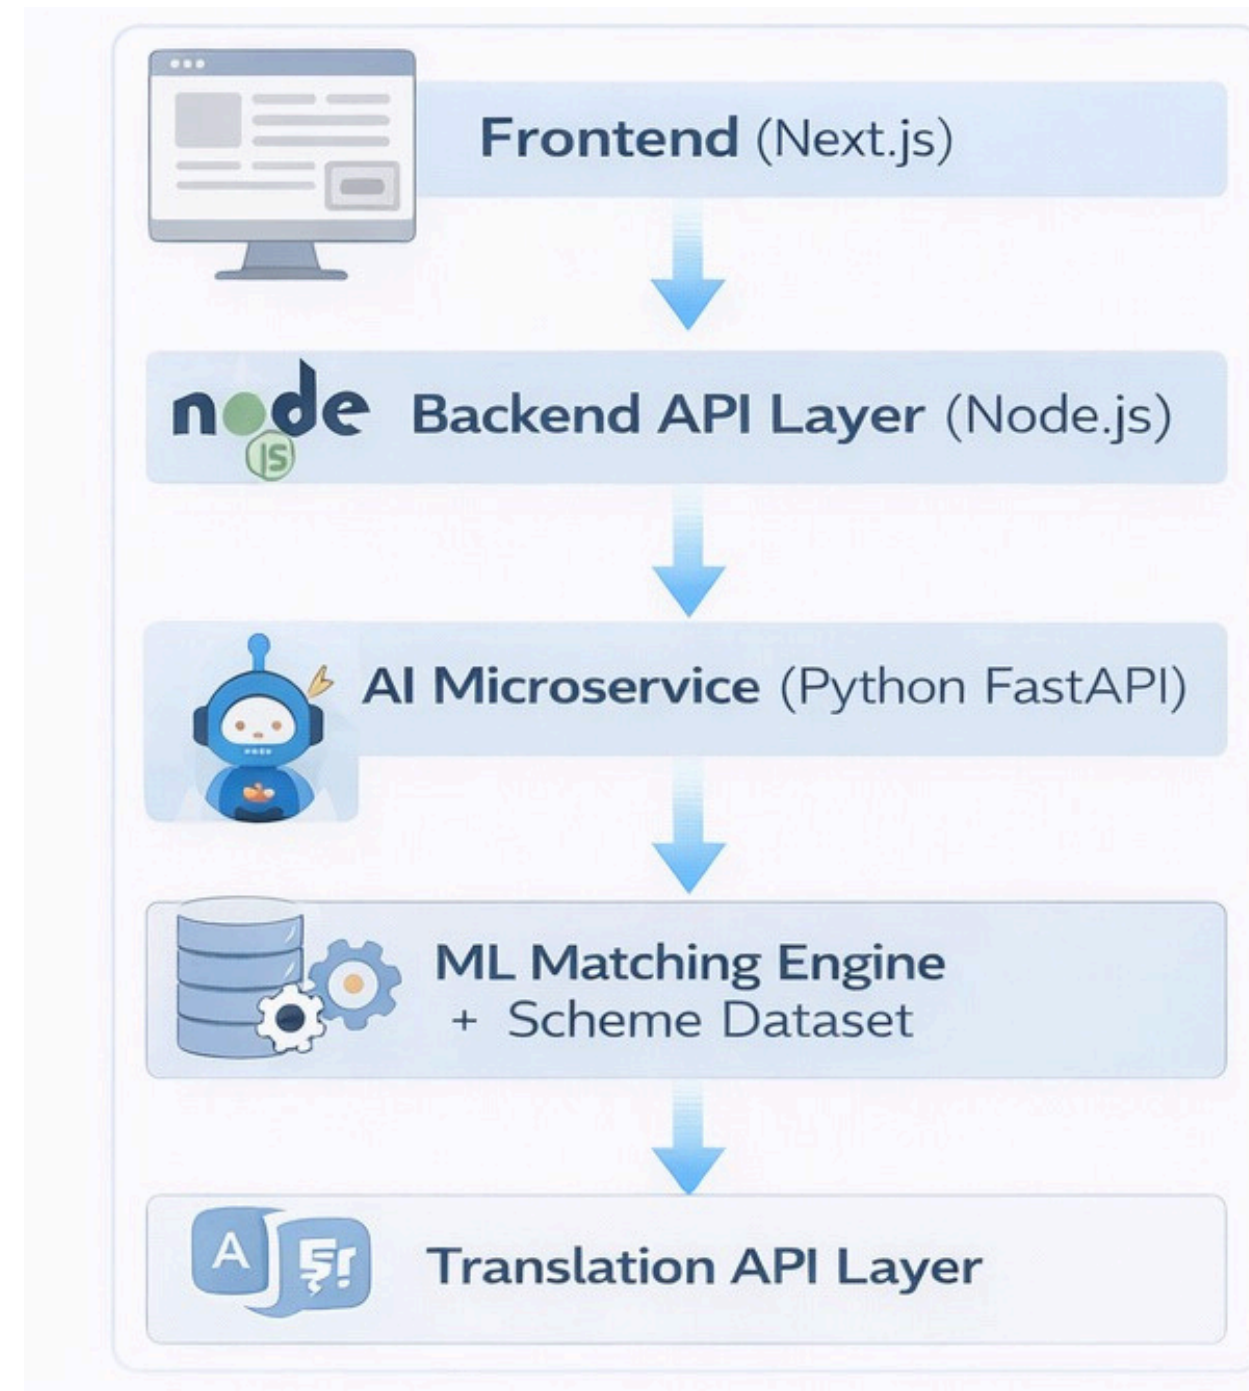 Frontend (Next.js)
node
JS
Backend API Layer (Node.js)
AI Microservice (Python FastAPI)
ML Matching Engine
+ Scheme Dataset
A
Translation API Layer